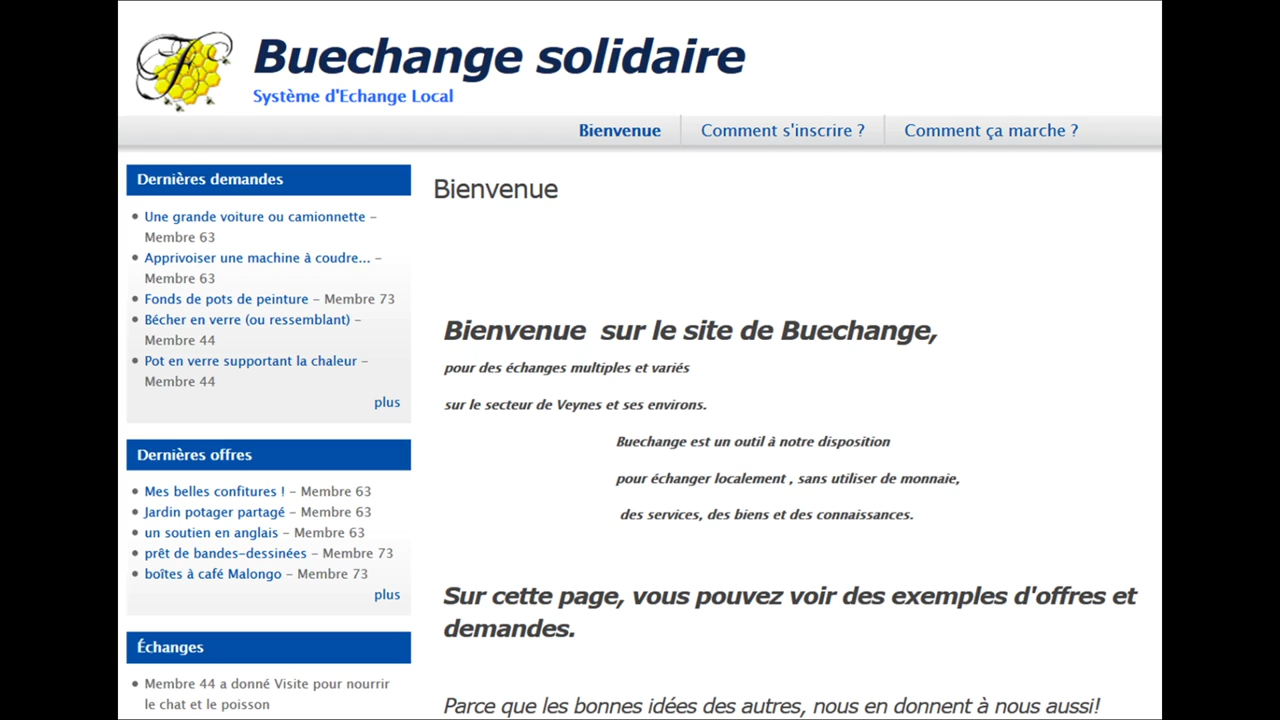 Buechange solidaire
Système d'Echange Local
Bienvenue
Comment s'inscrire ?
Comment ça marche ?
Dernières demandes
Une grande voiture ou camionnette –
Membre 63
Apprivoiser une machine à coudre... –
Membre 63
Fonds de pots de peinture – Membre 73
Bécher en verre (ou ressemblant) –
Membre 44
Pot en verre supportant la chaleur –
Membre 44
plus
Dernières offres
Mes belles confitures ! – Membre 63
Jardin potager partagé – Membre 63
un soutien en anglais – Membre 63
prêt de bandes-dessinées – Membre 73
boîtes à café Malongo – Membre 73
plus
Échanges
Membre 44 a donné Visite pour nourrir
le chat et le poisson
Bienvenue
Bienvenue  sur le site de Buechange,
pour des échanges multiples et variés
sur le secteur de Veynes et ses environs.
Buechange est un outil à notre disposition
pour échanger localement , sans utiliser de monnaie,
des services, des biens et des connaissances.
Sur cette page, vous pouvez voir des exemples d'offres et
demandes.
Parce que les bonnes idées des autres, nous en donnent à nous aussi!